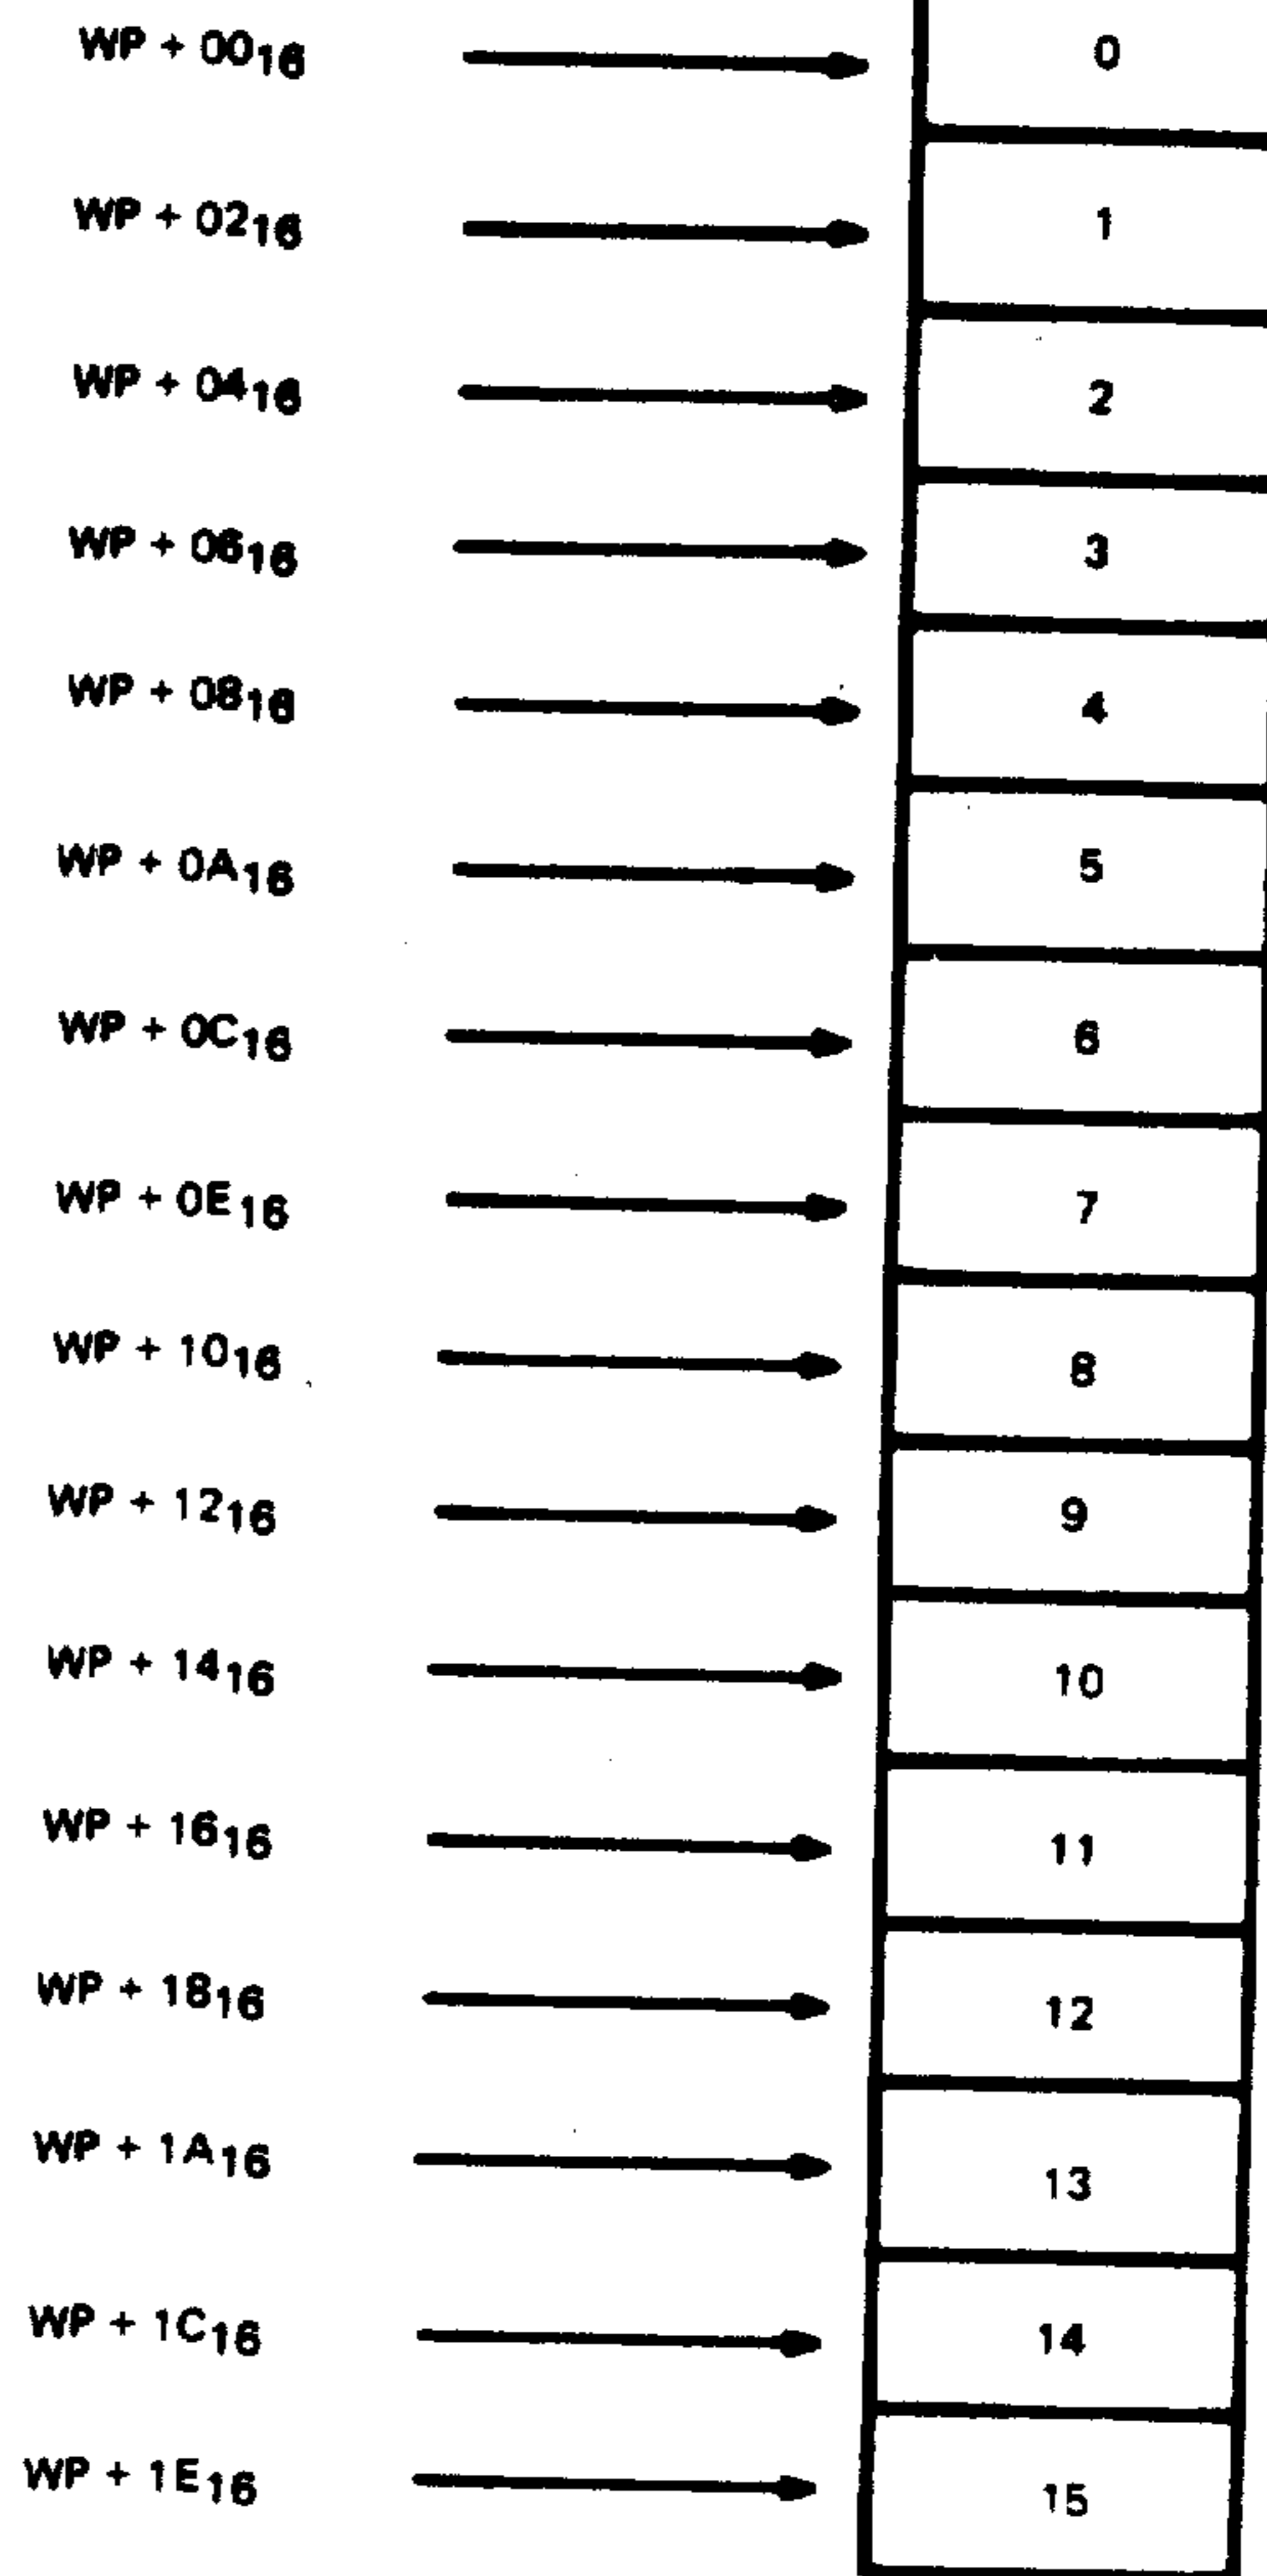 WP + 00₁₆ 0
WP + 02₁₆ 1
WP + 04₁₆ 2
WP + 06₁₆ 3
WP + 08₁₆ 4
WP + 0A₁₆ 5
WP + 0C₁₆ 6
WP + 0E₁₆ 7
WP + 10₁₆ 8
WP + 12₁₆ 9
WP + 14₁₆ 10
WP + 16₁₆ 11
WP + 18₁₆ 12
WP + 1A₁₆ 13
WP + 1C₁₆ 14
WP + 1E₁₆ 15